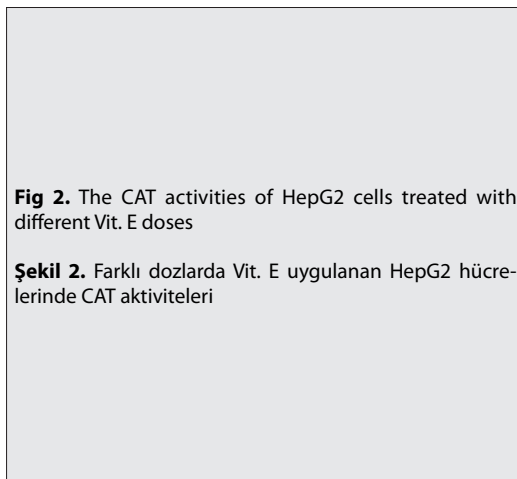 Fig 2. The CAT activities of HepG2 cells treated with
different Vit. E doses
Şekil 2. Farklı dozlarda Vit. E uygulanan HepG2 hücre-
lerinde CAT aktiviteleri